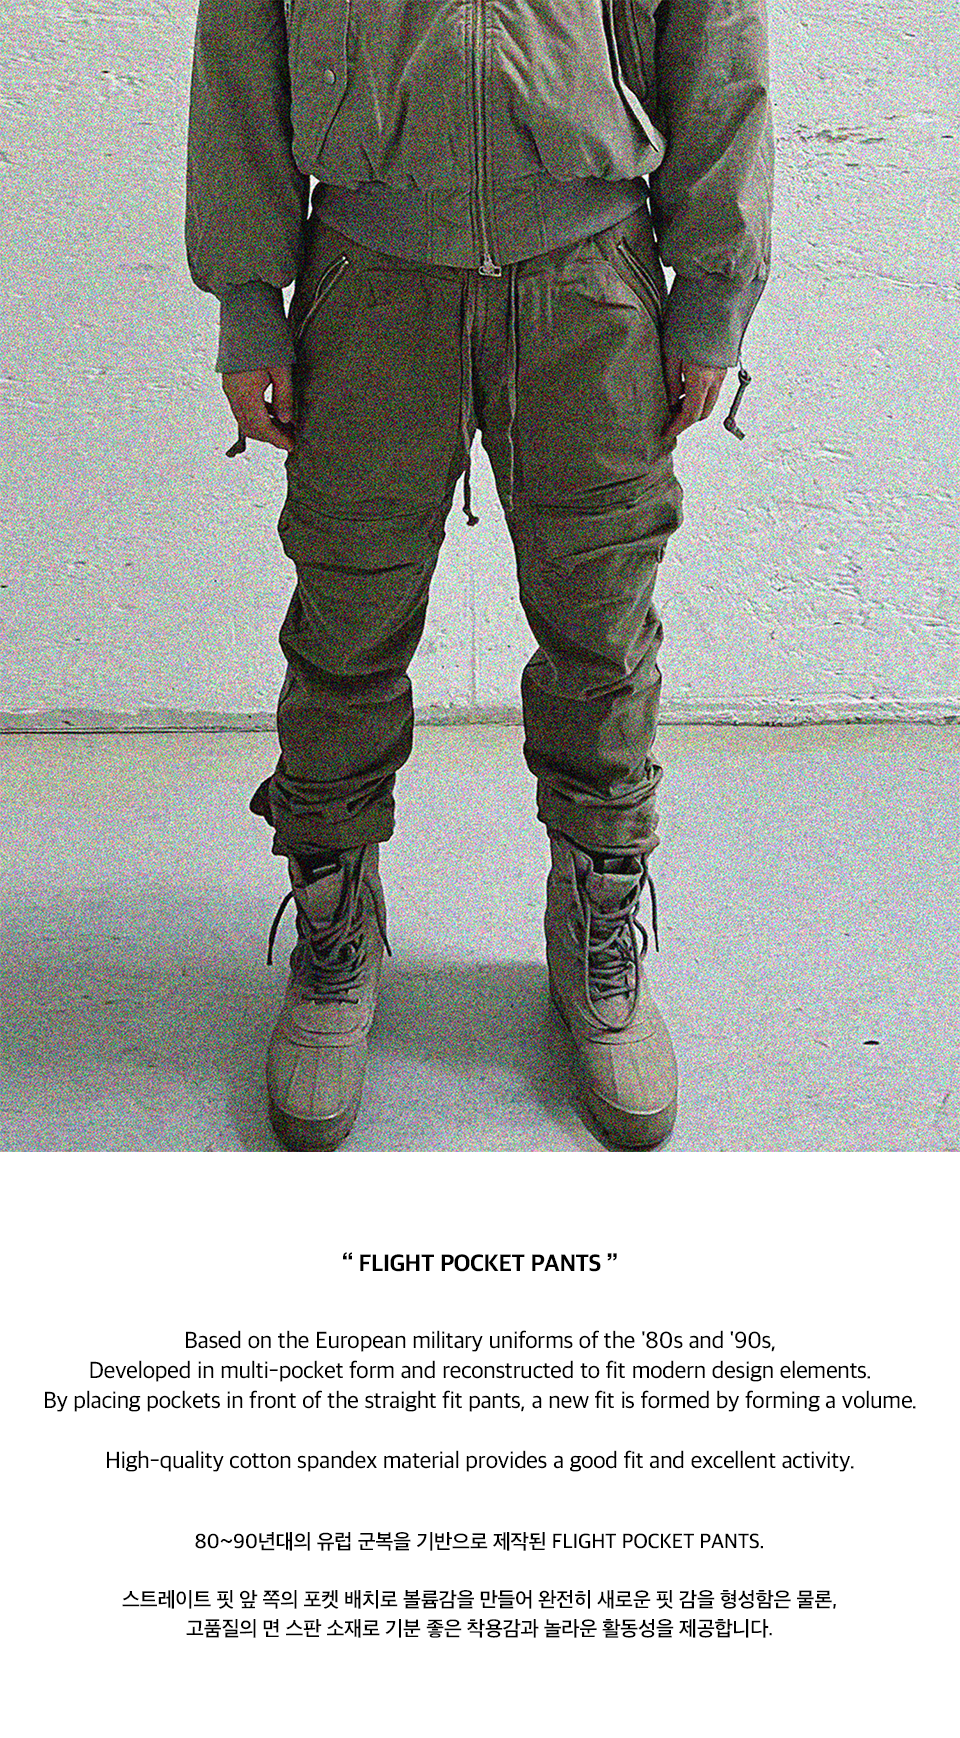 “ FLIGHT POCKET PANTS ”
Based on the European military uniforms of the '80s and '90s,
Developed in multi-pocket form and reconstructed to fit modern design elements.
By placing pockets in front of the straight fit pants, a new fit is formed by forming a volume.
High-quality cotton spandex material provides a good fit and excellent activity.
80~90년대의 유럽 군복을 기반으로 제작된 FLIGHT POCKET PANTS.
스트레이트 핏 앞 쪽의 포켓 배치로 볼륨감을 만들어 완전히 새로운 핏 감을 형성함은 물론,
고품질의 면 스판 소재로 기분 좋은 착용감과 놀라운 활동성을 제공합니다.